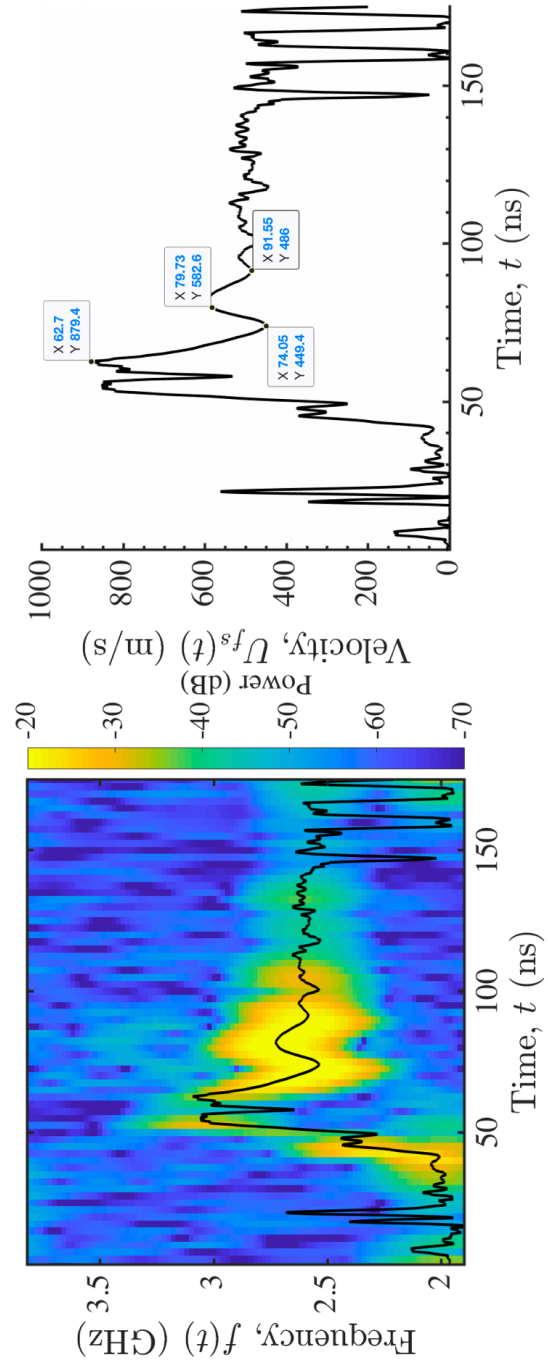 Frequency, f(t) (GHz)
3.5
3
2.5
2
50
100
150
Time, t (ns)
-20
-30
-40
-50
-60
-70
Power (dB)
Velocity, U_fs(t) (m/s)
1000
800
600
400
200
0
50
100
150
Time, t (ns)
X 62.7
Y 879.4
X 79.73
Y 582.6
X 74.05
Y 449.4
X 91.55
Y 486